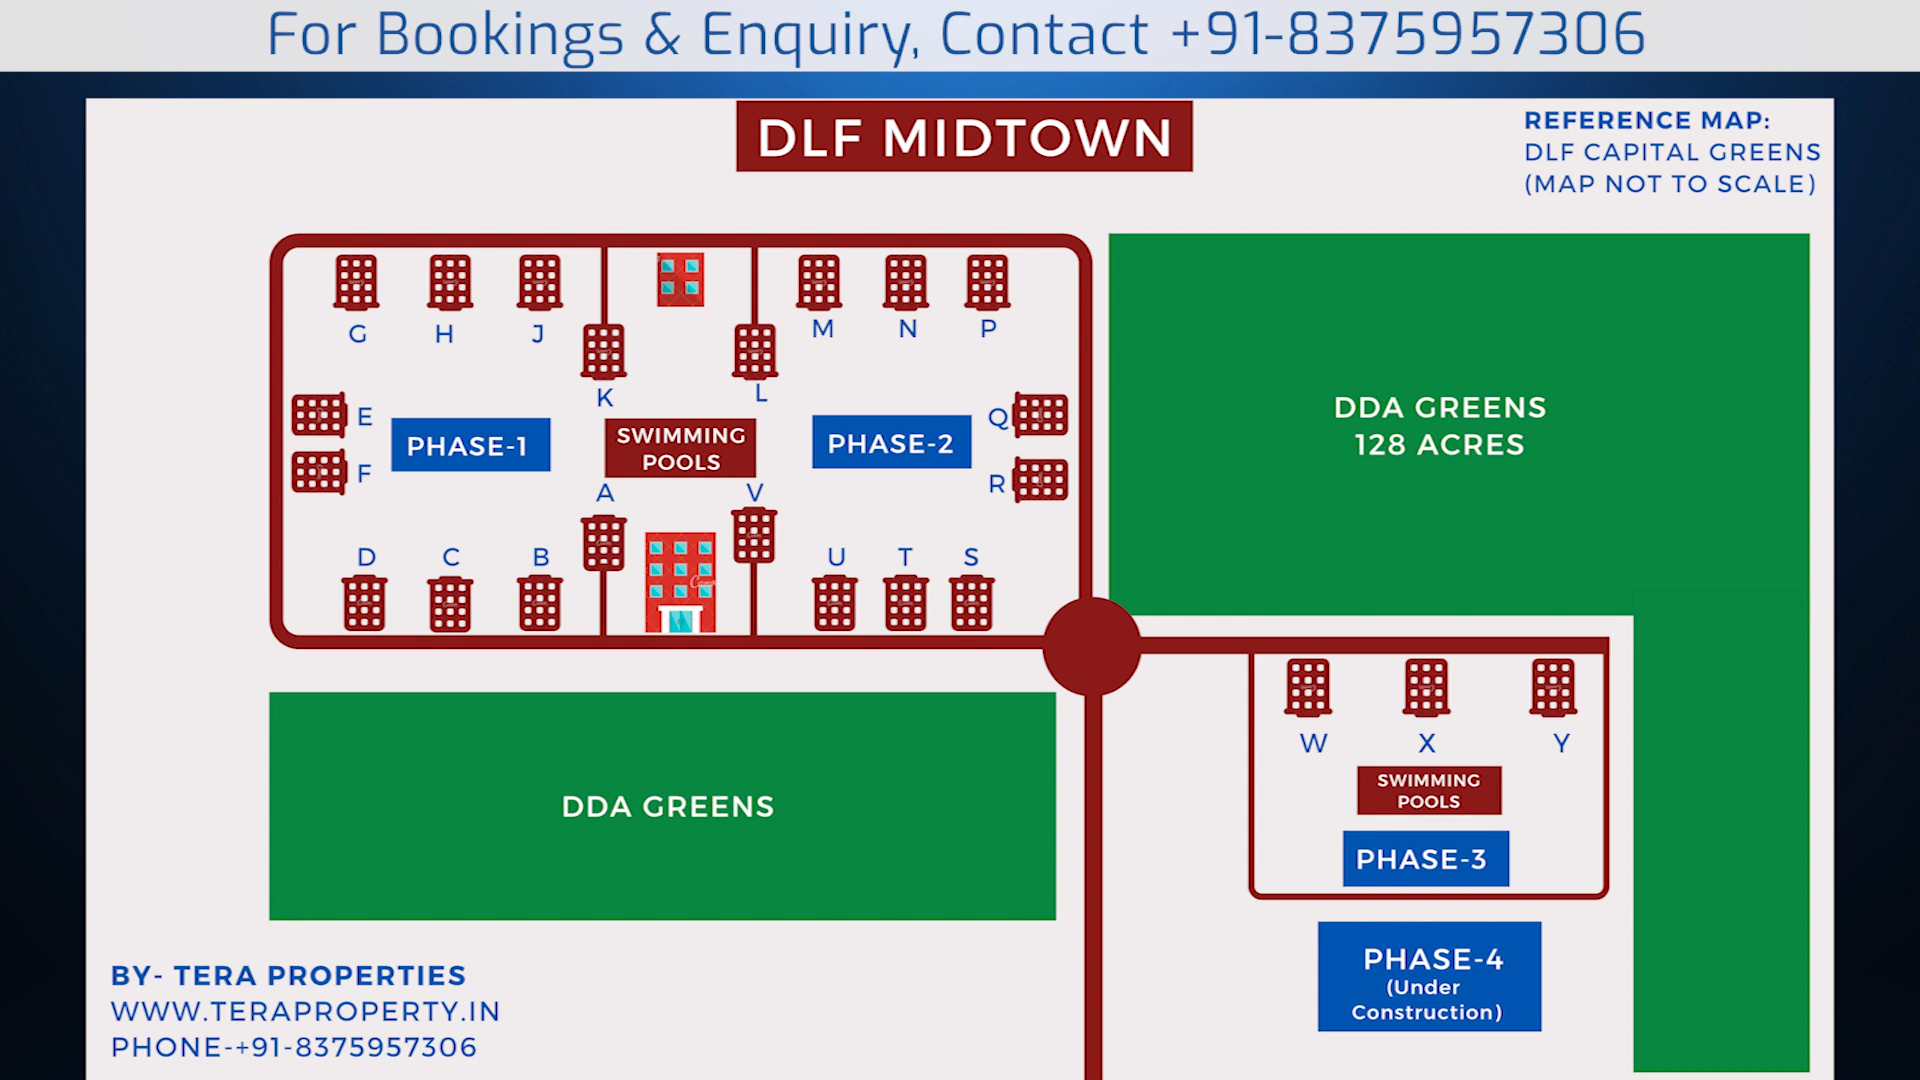 For Bookings & Enquiry, Contact +91-8375957306
DLF MIDTOWN
REFERENCE MAP:
DLF CAPITAL GREENS
(MAP NOT TO SCALE)
G
H
J
K
L
M
N
P
E
F
PHASE-1
SWIMMING
POOLS
PHASE-2
Q
R
A
V
D
C
B
U
T
S
DDA GREENS
128 ACRES
W
X
Y
SWIMMING
POOLS
PHASE-3
DDA GREENS
PHASE-4
(Under
Construction)
BY- TERA PROPERTIES
WWW.TERAPROPERTY.IN
PHONE-+91-8375957306